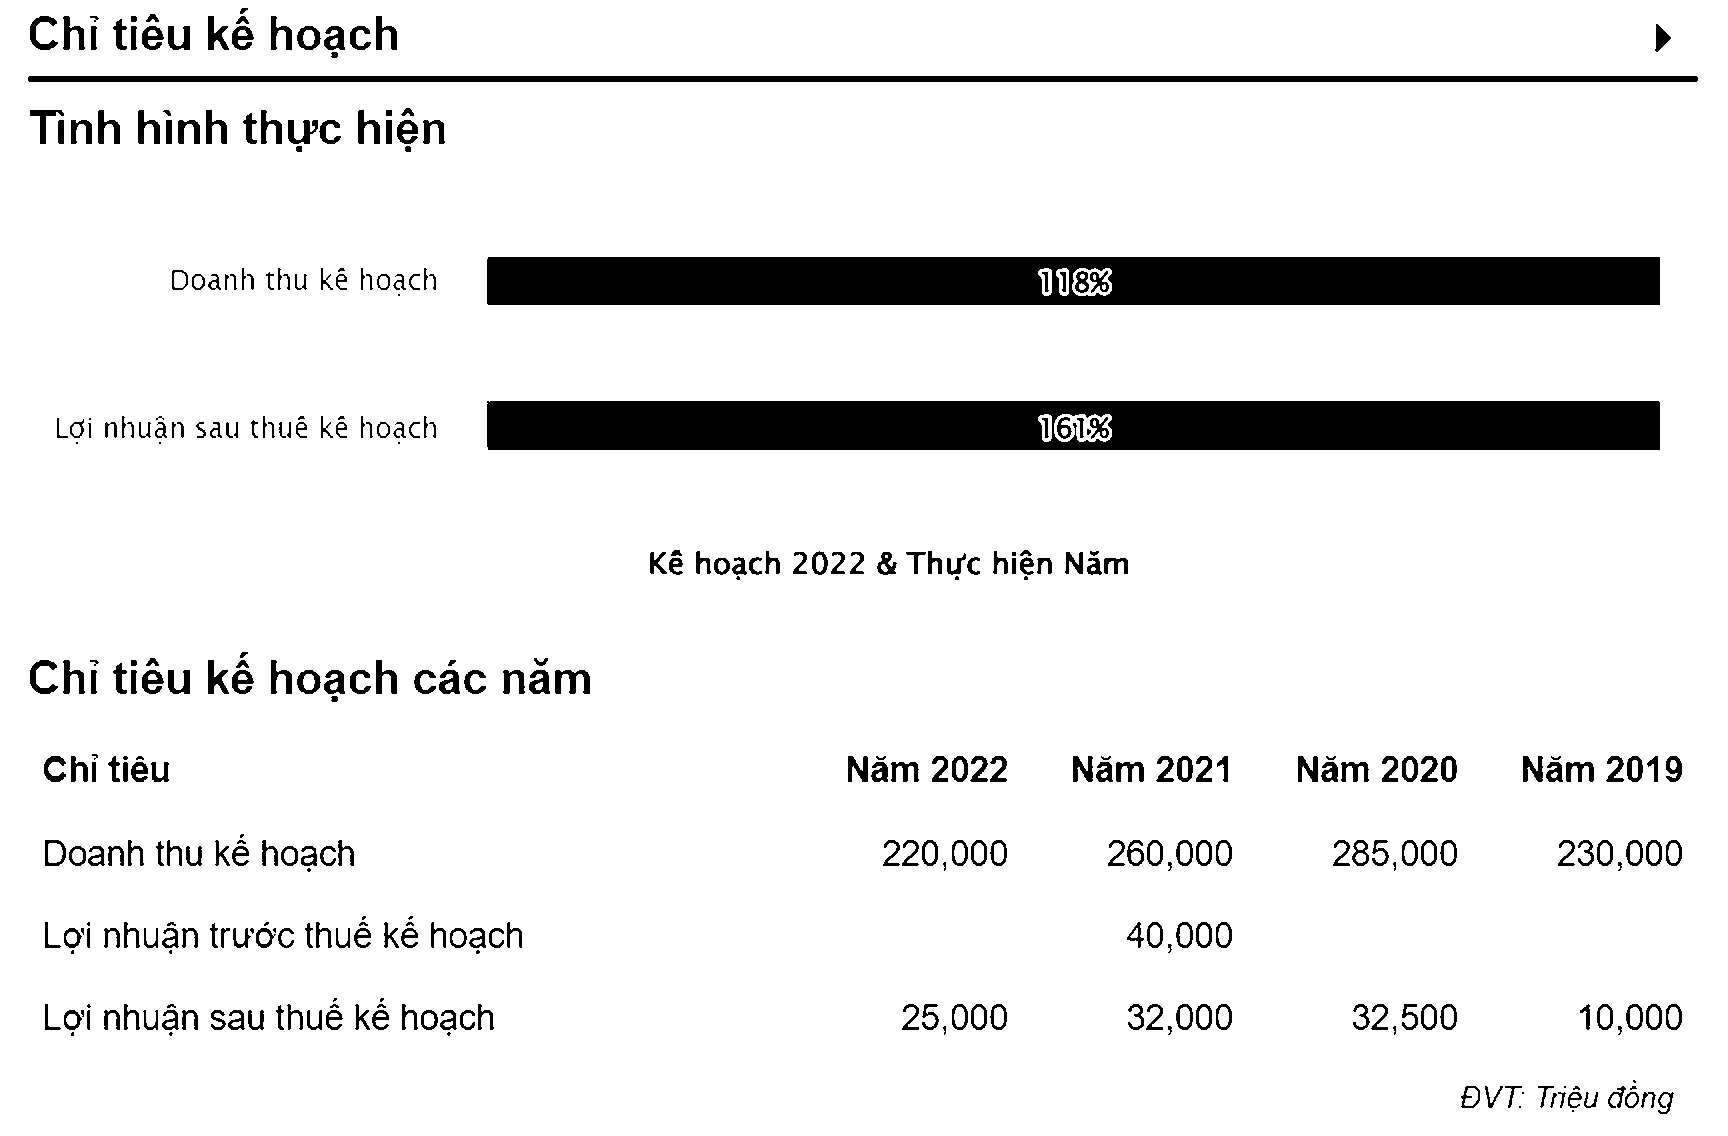 Chỉ tiêu kế hoạch
Tình hình thực hiện
Doanh thu kế hoạch 118%
Lợi nhuận sau thuế kế hoạch 161%
Kế hoạch 2022 & Thực hiện Năm
Chỉ tiêu kế hoạch các năm
Chỉ tiêu Năm 2022 Năm 2021 Năm 2020 Năm 2019
Doanh thu kế hoạch 220,000 260,000 285,000 230,000
Lợi nhuận trước thuế kế hoạch 40,000
Lợi nhuận sau thuế kế hoạch 25,000 32,000 32,500 10,000
ĐVT: Triệu đồng